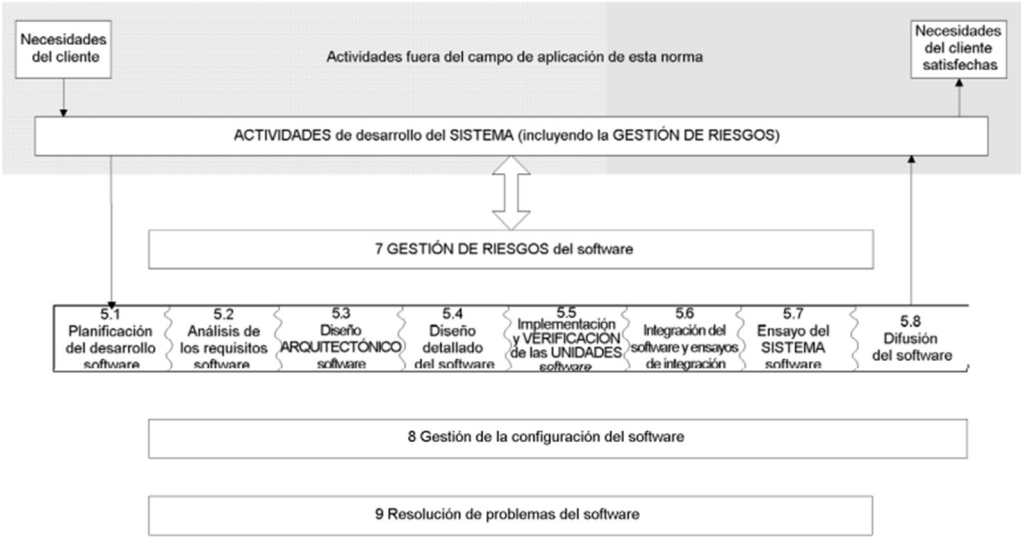 Necesidades
del cliente
Actividades fuera del campo de aplicación de esta norma
Necesidades
del cliente
satisfechas
ACTIVIDADES de desarrollo del SISTEMA (incluyendo la GESTIÓN DE RIESGOS)
7 GESTIÓN DE RIESGOS del software
5.1
Planificación
del desarrollo
software
5.2
Análisis de
los requisitos
software
5.3
Diseño
ARQUITECTÓNICO
software
5.4
Diseño
detallado
del software
5.5
Implementación
y VERIFICACIÓN
de las UNIDADES
software
5.6
Integración del
software y ensayos
de integración
5.7
Ensayo del
SISTEMA
software
5.8
Difusión
del software
8 Gestión de la configuración del software
9 Resolución de problemas del software